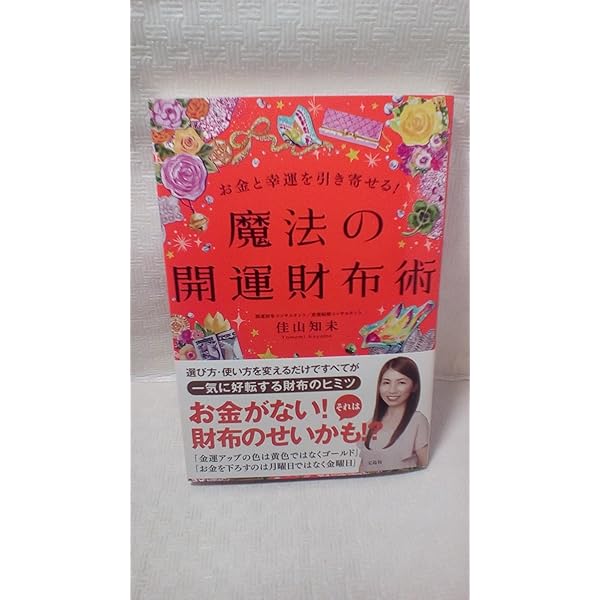 お金と幸運を引き寄せる!
魔法の
開運財布術
佳山知未
Tomomi Kayama
選び方・使い方を変えるだけですべてが
一気に好転する財布のヒミツ
お金がない!
それは
財布のせいかも!?
「金運アップの色は黄色ではなくゴールド」
「お金を下ろすのは月曜日ではなく金曜日」
宝島社